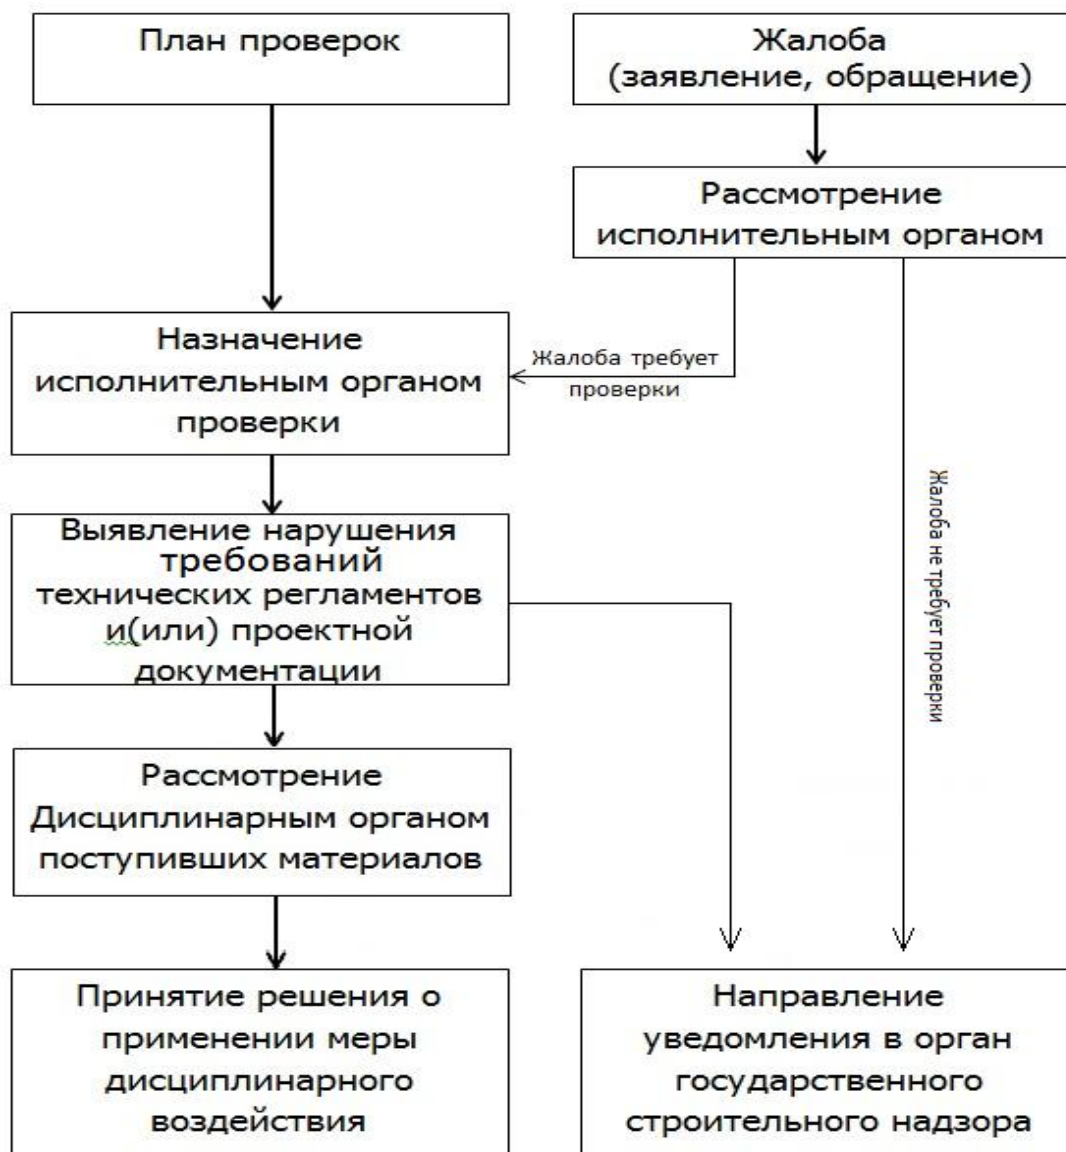 План проверок
Жалоба
(заявление, обращение)
Рассмотрение
исполнительным органом
Назначение
исполнительным органом
проверки
Жалоба требует
проверки
Жалоба не требует проверки
Выявление нарушения
требований
технических регламентов
и(или) проектной
документации
Рассмотрение
Дисциплинарным органом
поступивших материалов
Принятие решения о
применении меры
дисциплинарного
воздействия
Направление
уведомления в орган
государственного
строительного надзора